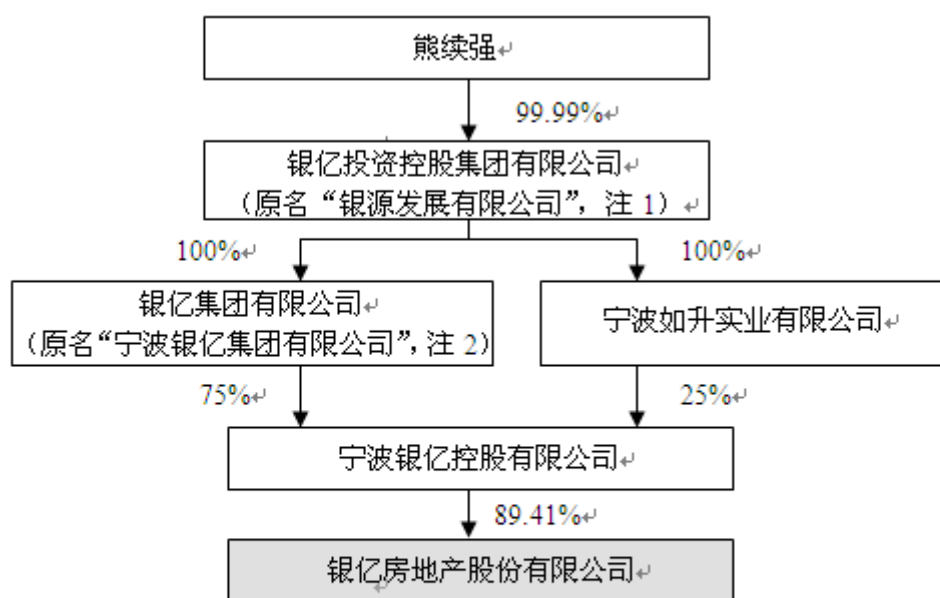 熊续强↵
99.99%↵
银亿投资控股集团有限公司↵
（原名“银源发展有限公司”，注 1）↵
100%↵
100%↵
银亿集团有限公司↵
（原名“宁波银亿集团有限公司”，注 2）
宁波如升实业有限公司↵
75%↵
25%↵
宁波银亿控股有限公司↵
89.41%↵
银亿房地产股份有限公司↵